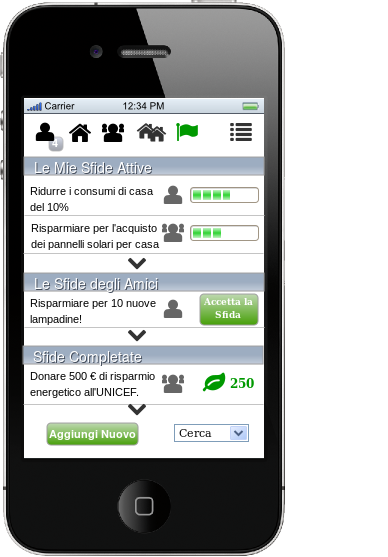 Carrier 12:34 PM
4
Le Mie Sfide Attive
Ridurre i consumi di casa
del 10%
Risparmiare per l'acquisto
dei pannelli solari per casa
Le Sfide degli Amici
Risparmiare per 10 nuove
lampadine!
Accetta la
Sfida
Sfide Completate
Donare 500 € di risparmio
energetico all'UNICEF.
250
Aggiungi Nuovo
Cerca